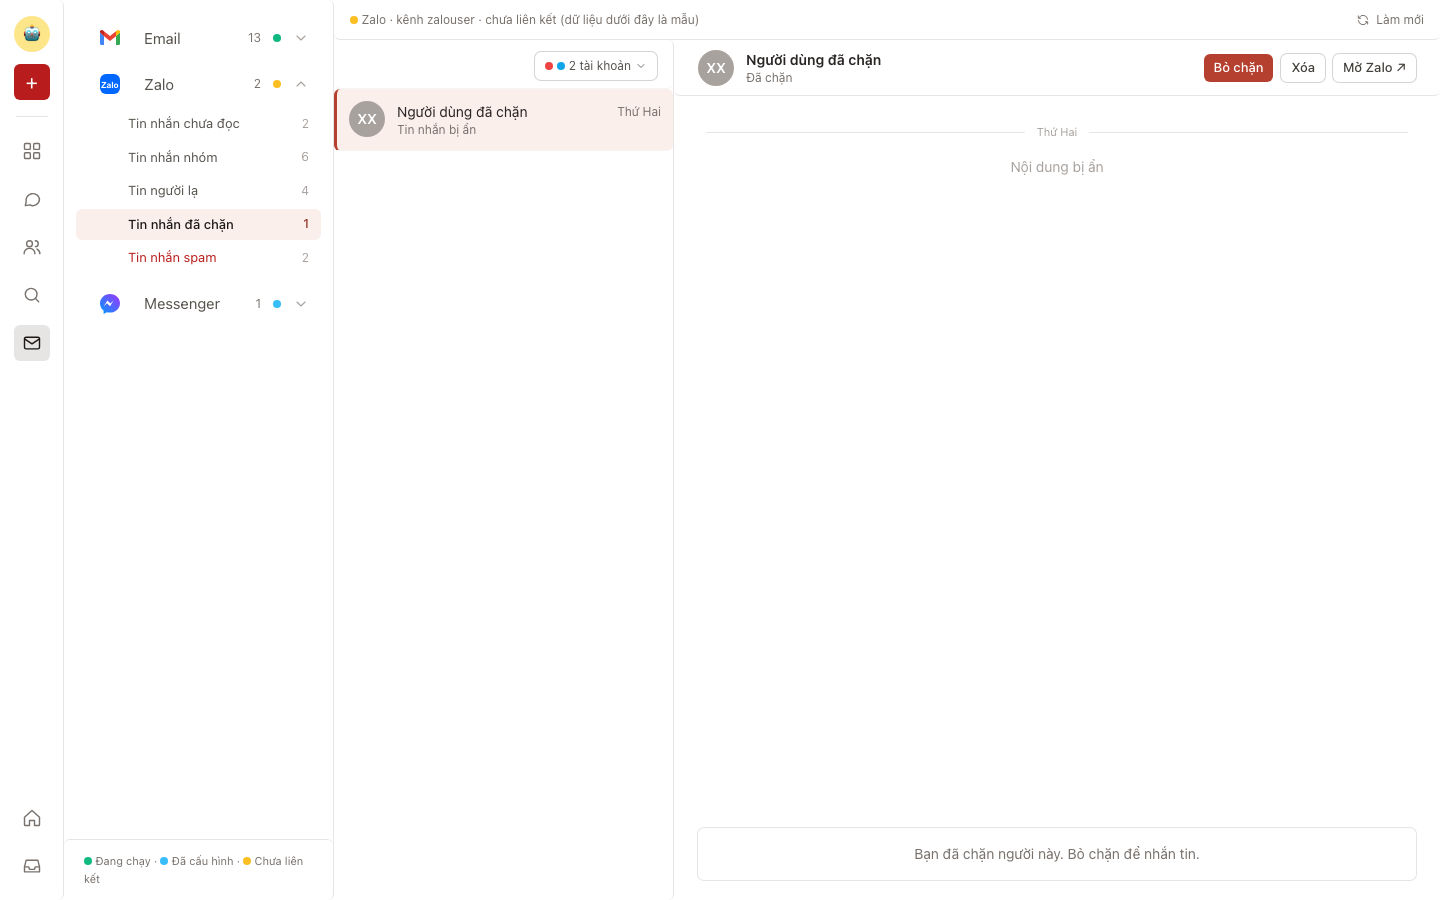 Email 13
Zalo
Zalo 2
Tin nhắn chưa đọc 2
Tin nhắn nhóm 6
Tin người lạ 4
Tin nhắn đã chặn 1
Tin nhắn spam 2
Messenger 1
Đang chạy · Đã cấu hình · Chưa liên
kết
Zalo · kênh zalouser · chưa liên kết (dữ liệu dưới đây là mẫu)
Làm mới
2 tài khoản
XX
Người dùng đã chặn Thứ Hai
Tin nhắn bị ẩn
XX
Người dùng đã chặn
Đã chặn
Bỏ chặn
Xóa
Mở Zalo ↗
Thứ Hai
Nội dung bị ẩn
Bạn đã chặn người này. Bỏ chặn để nhắn tin.